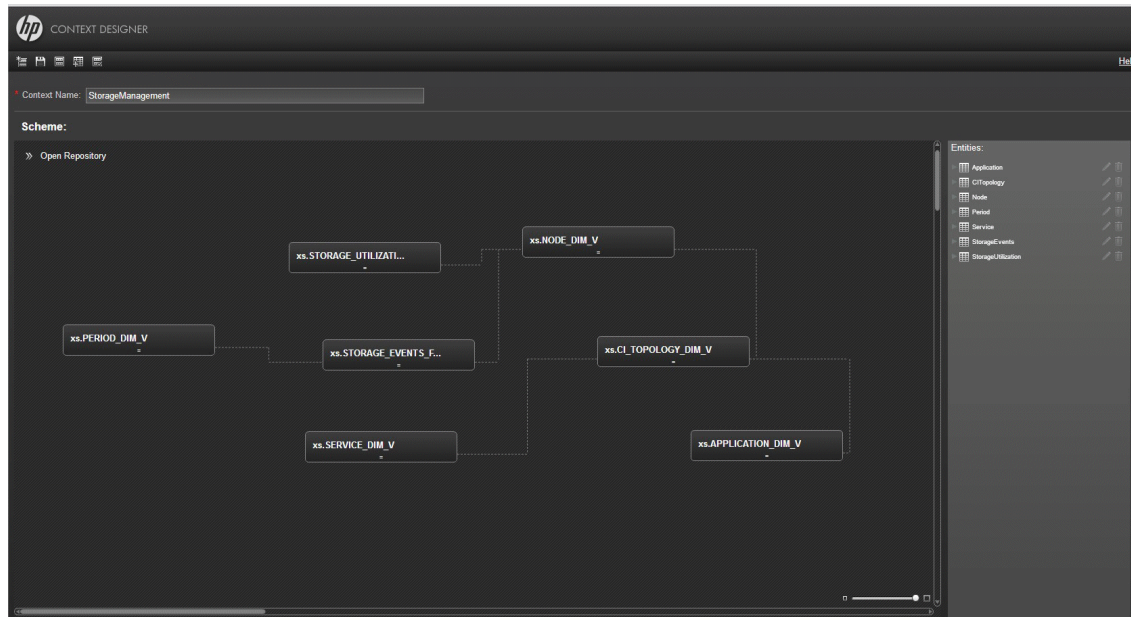 hp CONTEXT DESIGNER
Hel
* Context Name: StorageManagement
Scheme:
» Open Repository
Entities:
Application
CITopology
Node
Period
Service
StorageEvents
StorageUtilization
xs.NODE_DIM_V
xs.STORAGE_UTILIZATI...
xs.PERIOD_DIM_V
xs.STORAGE_EVENTS_F...
xs.CI_TOPOLOGY_DIM_V
xs.SERVICE_DIM_V
xs.APPLICATION_DIM_V